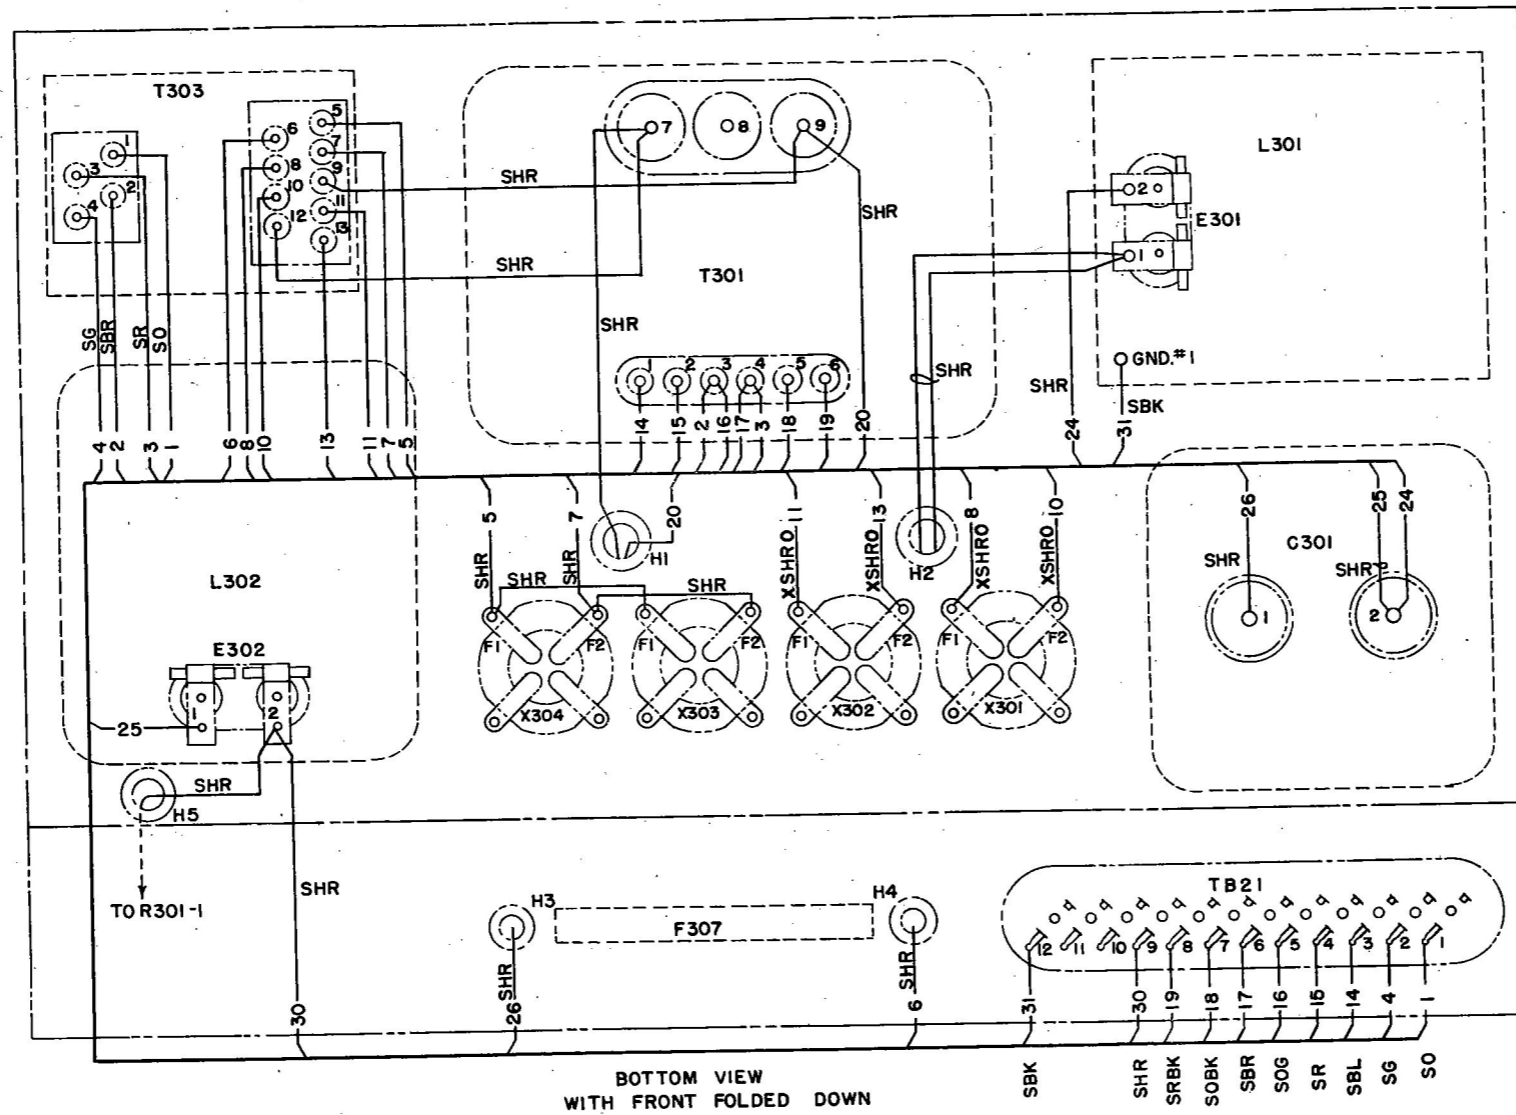 T303
1
3
2
4
5
6
7
8
9
10
11
12
13
SHR
SHR
7
8
9
SHR
SHR
T301
L301
2
E301
1
SG
SBR
SR
SO
SHR
GND.#1
SHR
SBK
1
2
3
4
5
6
4
2
3
1
6
8
10
13
11
7
5
14
15
2
16
17
3
18
19
20
24
31
5
7
20
11
13
8
10
26
25
24
H1
H2
SHR
SHR
SHR
SHR
XSHRO
XSHRO
XSHRO
XSHRO
SHR
SHR
C301
1
2
L302
E302
F1
F2
F1
F2
F1
F2
F1
F2
X304
X303
X302
X301
1
2
25
SHR
H5
TO R301-1
SHR
H3
F307
H4
SHR
SHR
TB21
12
11
10
9
8
7
6
5
4
3
2
1
30
26
6
31
30
19
18
17
16
15
14
4
1
SBK
SHR
SRBK
SOBK
SBR
SOG
SR
SBL
SG
SO
BOTTOM VIEW
WITH FRONT FOLDED DOWN